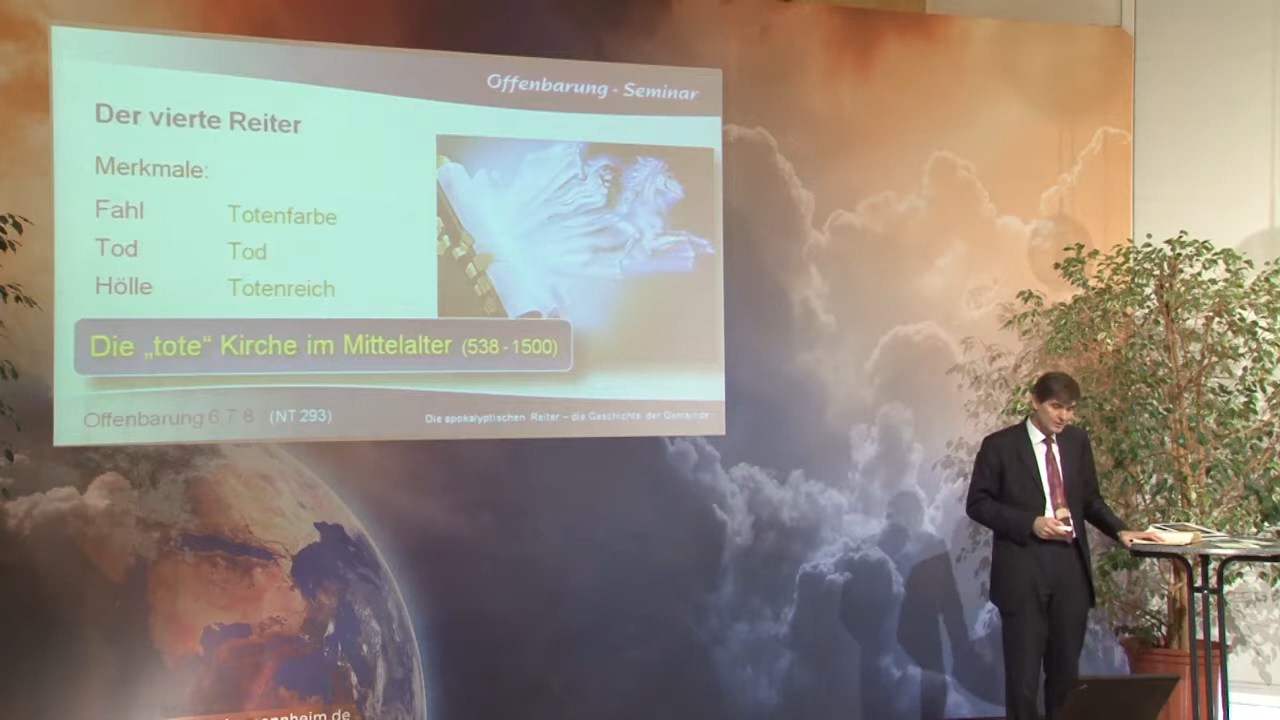 Offenbarung - Seminar
Der vierte Reiter
Merkmale:
Fahl Totenfarbe
Tod Tod
Hölle Totenreich
Die „tote“ Kirche im Mittelalter (538 - 1500)
Offenbarung 6.7.8. (NT 293)
Die apokalyptischen Reiter – die Geschichte der Gemeinde